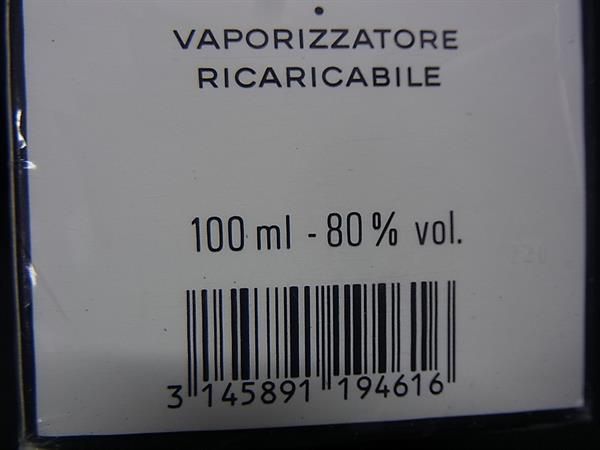 VAPORIZZATORE
RICARICABILE
100 ml - 80% vol.
3 145891 194616